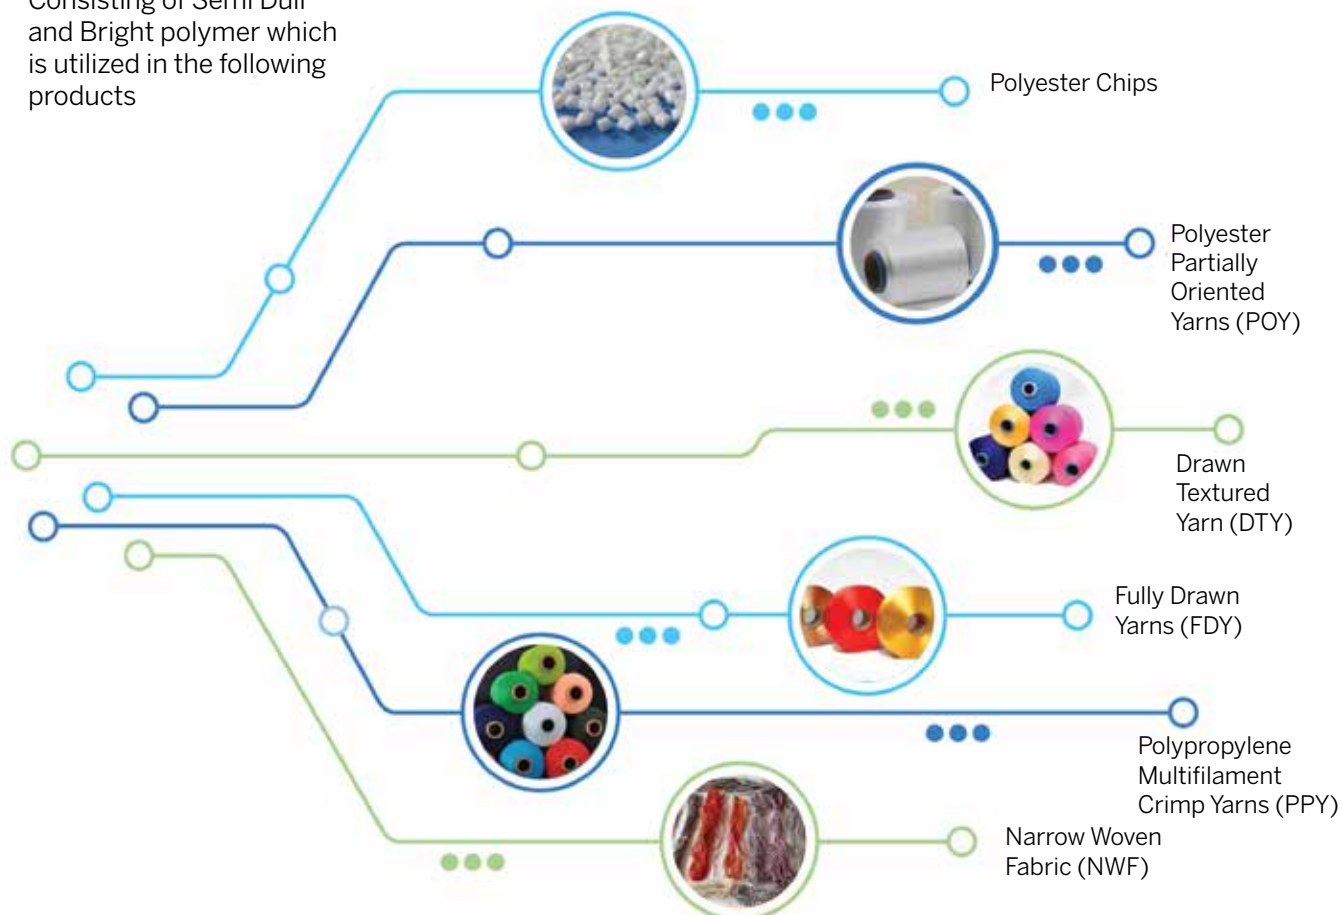 Consisting of Semi Dull
and Bright polymer which
is utilized in the following
products
Polyester Chips
Polyester
Partially
Oriented
Yarns (POY)
Drawn
Textured
Yarn (DTY)
Fully Drawn
Yarns (FDY)
Polypropylene
Multifilament
Crimp Yarns (PPY)
Narrow Woven
Fabric (NWF)